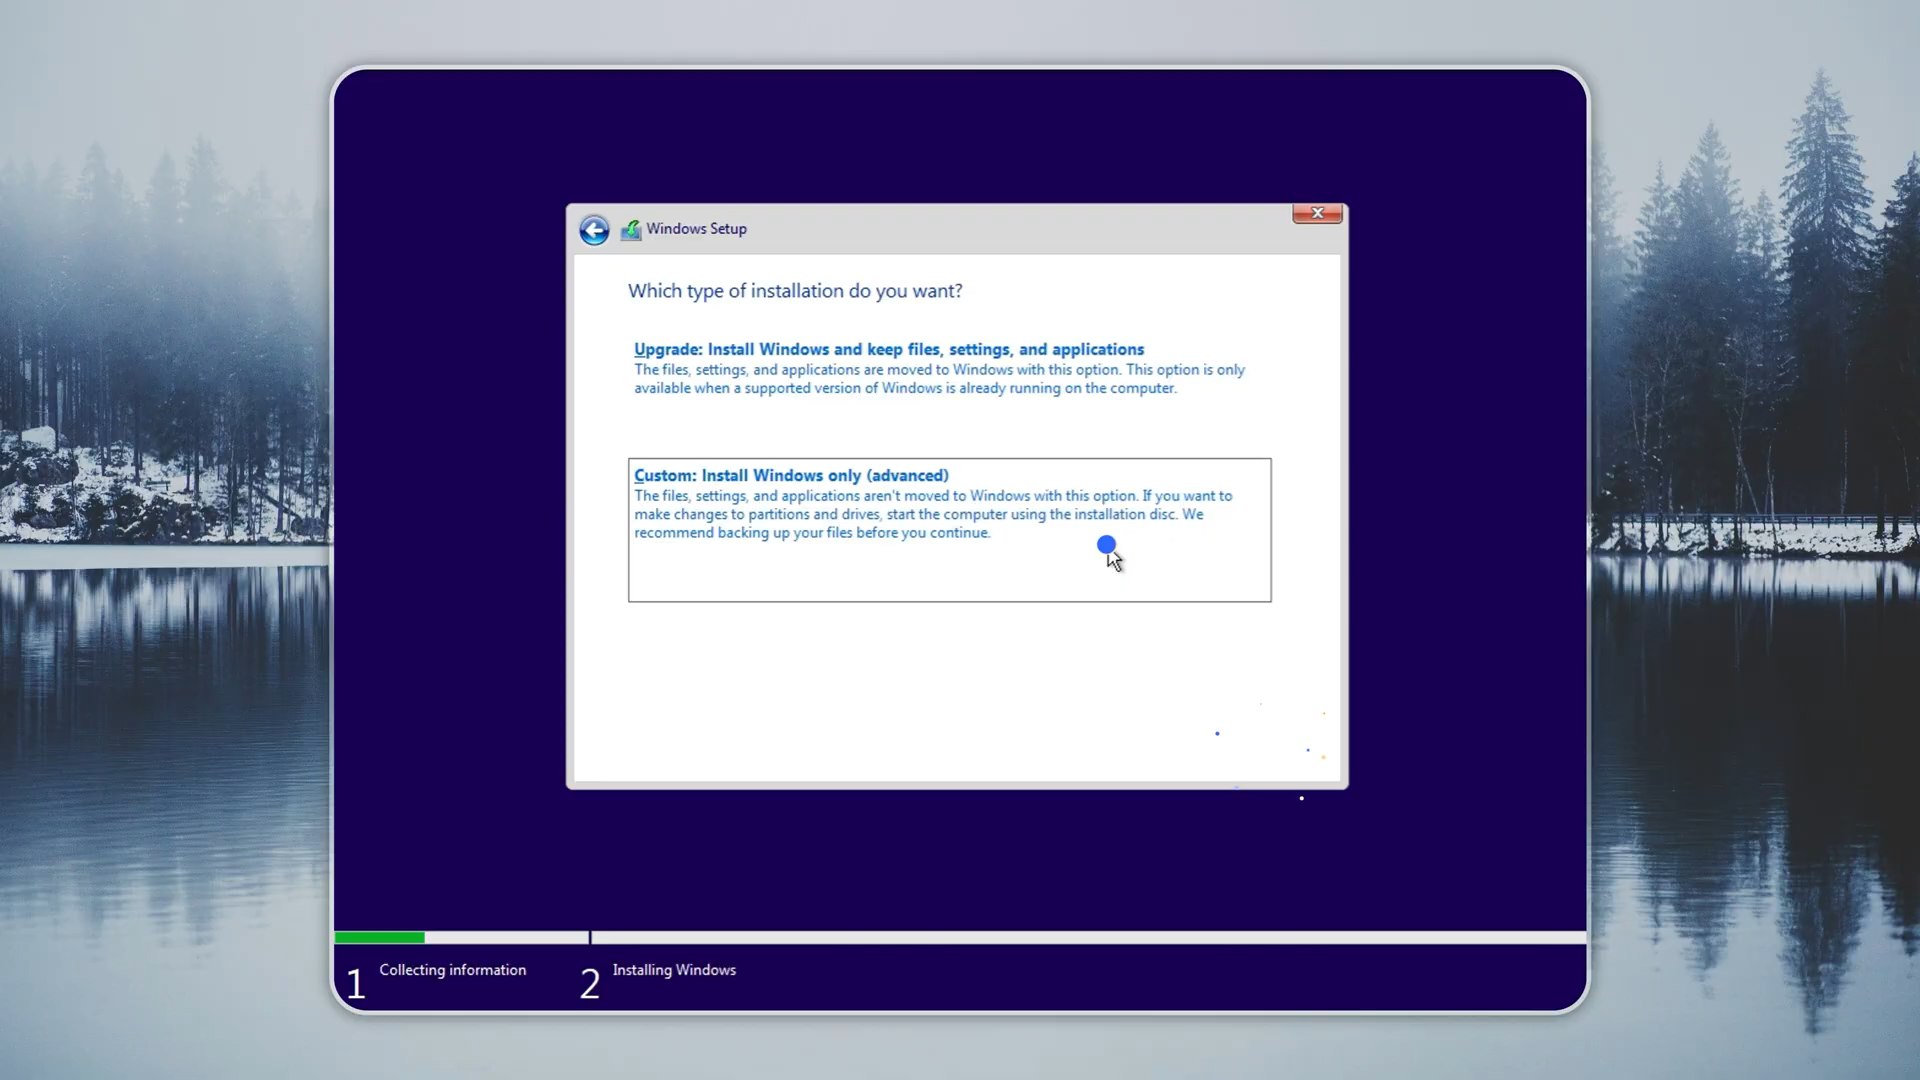 Windows Setup
x
Which type of installation do you want?
Upgrade: Install Windows and keep files, settings, and applications
The files, settings, and applications are moved to Windows with this option. This option is only
available when a supported version of Windows is already running on the computer.
Custom: Install Windows only (advanced)
The files, settings, and applications aren't moved to Windows with this option. If you want to
make changes to partitions and drives, start the computer using the installation disc. We
recommend backing up your files before you continue.
1 Collecting information
2 Installing Windows